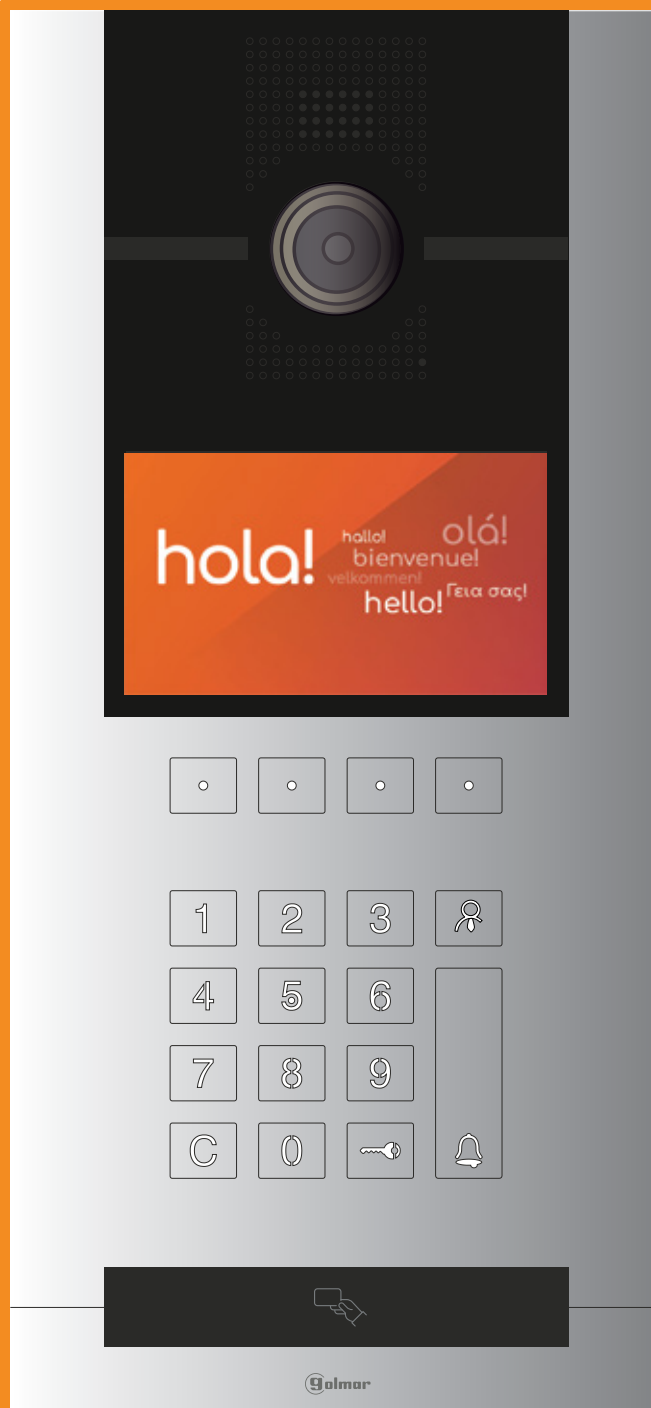 hola!
hallo!
olá!
bienvenue!
velkommen!
hello!
Γεια σας!
1 2 3
4 5 6
7 8 9
C 0
golmar